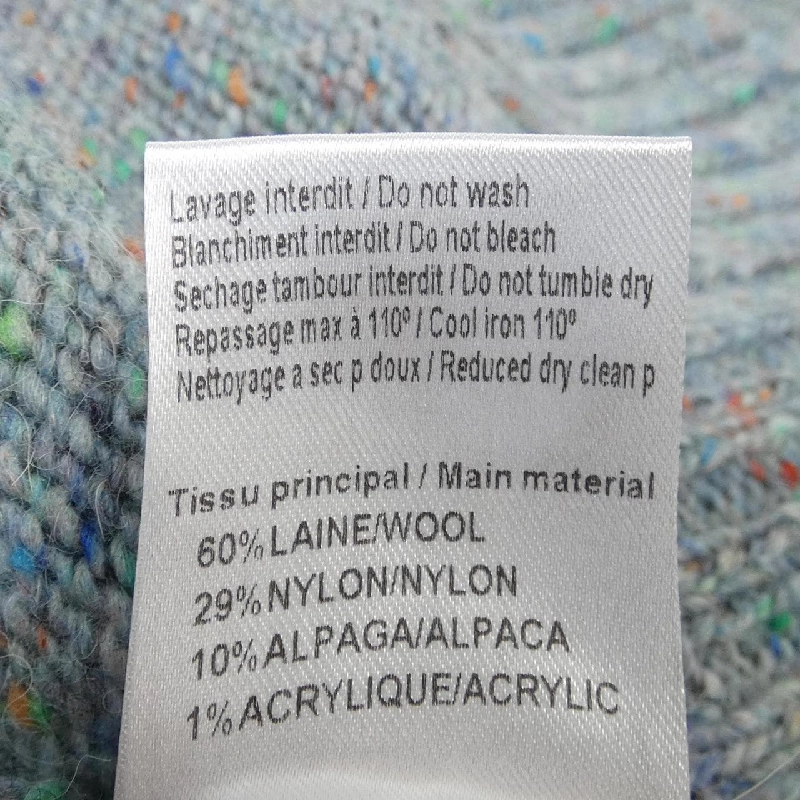 Lavage interdit / Do not wash
Blanchiment interdit / Do not bleach
Sechage tambour interdit / Do not tumble dry
Repassage max à 110º / Cool iron 110º
Nettoyage a sec p doux / Reduced dry clean p
Tissu principal / Main material
60% LAINE/WOOL
29% NYLON/NYLON
10% ALPAGA/ALPACA
1% ACRYLIQUE/ACRYLIC